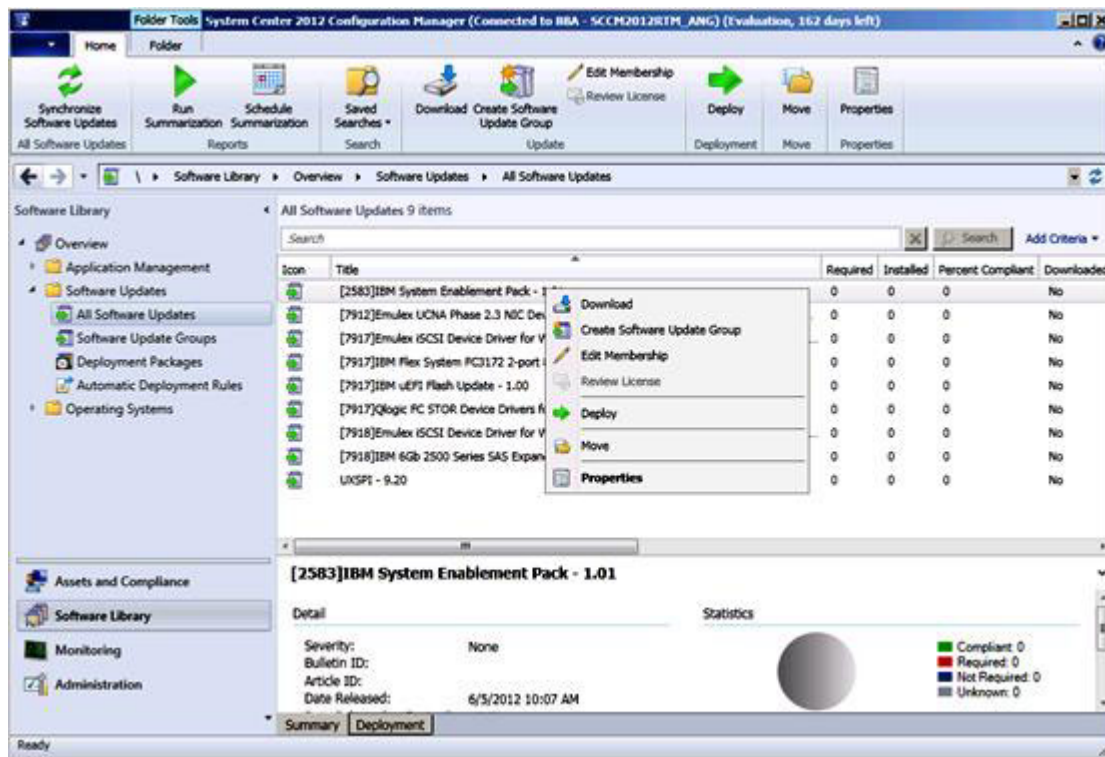 Folder Tools System Center 2012 Configuration Manager (Connected to BBA - SCCM2012RTM_ANG) (Evaluation, 162 days left)
Home Folder
Synchronize Software Updates
Run Summarization
Schedule Summarization
Saved Searches
Download
Create Software Update Group
Edit Membership
Review License
Deploy
Move
Properties
All Software Updates Reports Search Update Deployment Move Properties
\ Software Library Overview Software Updates All Software Updates
Software Library
Overview
Application Management
Software Updates
All Software Updates
Software Update Groups
Deployment Packages
Automatic Deployment Rules
Operating Systems
Assets and Compliance
Software Library
Monitoring
Administration
All Software Updates 9 items
Search Search Add Criteria
Icon Title Required Installed Percent Compliant Downloaded
[2583]IBM System Enablement Pack - 0 0 0 No
[7912]Emulex UCNA Phase 2.3 NIC 0 0 0 No
[7917]Emulex iSCSI Device Driver for ... 0 0 0 No
[7917]IBM Flex System FC3172 2-port 0 0 0 No
[7917]IBM uEFI Flash Update - 1.00 0 0 0 No
[7917]Qlogic FC STOR Device Drivers 0 0 0 No
[7918]Emulex iSCSI Device Driver for ... 0 0 0 No
[7918]IBM 6Gb 2500 Series SAS 0 0 0 No
UXSPI - 9.20 0 0 0 No
Download
Create Software Update Group
Edit Membership
Review License
Deploy
Move
Properties
[2583]IBM System Enablement Pack - 1.01
Detail
Severity: None
Bulletin ID:
Article ID:
Date Released: 6/5/2012 10:07 AM
Statistics
Compliant: 0
Required: 0
Not Required: 0
Unknown: 0
Summary Deployment
Ready